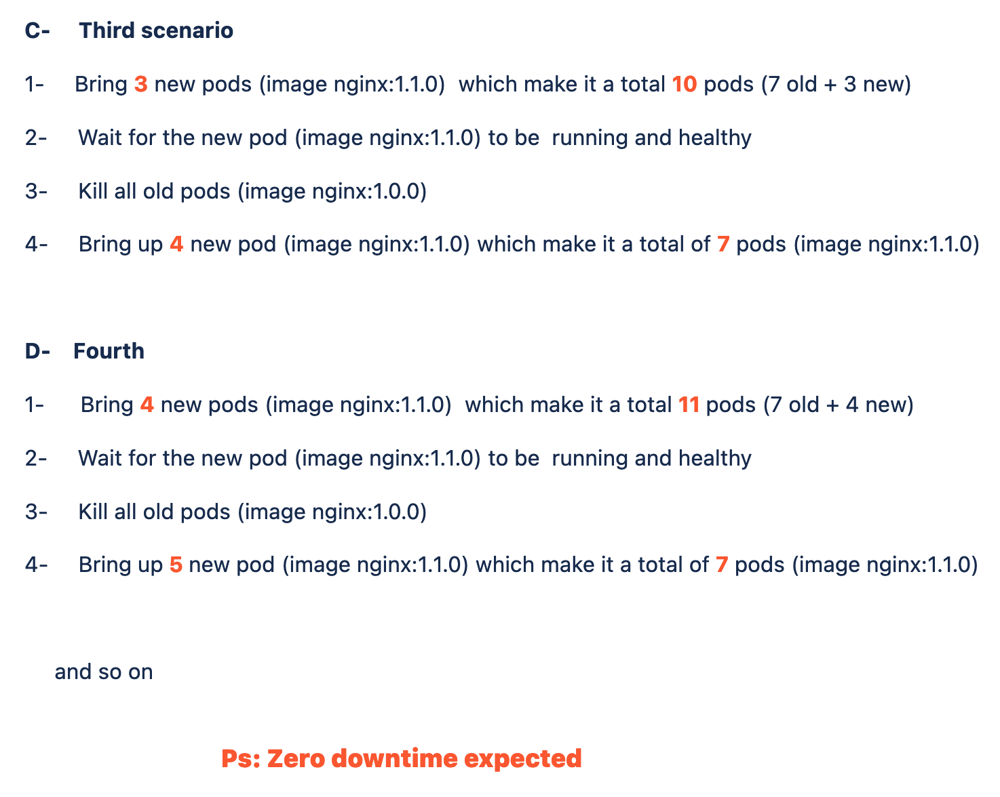 C- Third scenario
1- Bring 3 new pods (image nginx:1.1.0) which make it a total 10 pods (7 old + 3 new)
2- Wait for the new pod (image nginx:1.1.0) to be running and healthy
3- Kill all old pods (image nginx:1.0.0)
4- Bring up 4 new pod (image nginx:1.1.0) which make it a total of 7 pods (image nginx:1.1.0)
D- Fourth
1- Bring 4 new pods (image nginx:1.1.0) which make it a total 11 pods (7 old + 4 new)
2- Wait for the new pod (image nginx:1.1.0) to be running and healthy
3- Kill all old pods (image nginx:1.0.0)
4- Bring up 5 new pod (image nginx:1.1.0) which make it a total of 7 pods (image nginx:1.1.0)
and so on
Ps: Zero downtime expected